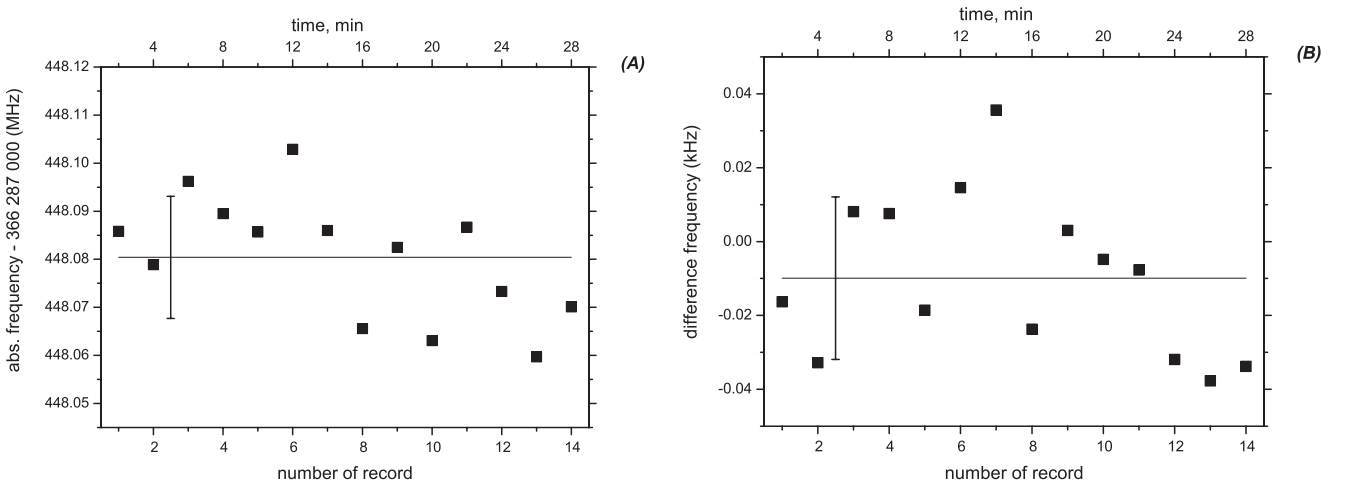 time, min
4 8 12 16 20 24 28
(A)
448.12
448.11
448.10
448.09
448.08
448.07
448.06
448.05
abs. frequency - 366 287 000 (MHz)
2 4 6 8 10 12 14
number of record
time, min
4 8 12 16 20 24 28
(B)
0.04
0.02
0.00
-0.02
-0.04
difference frequency (kHz)
2 4 6 8 10 12 14
number of record